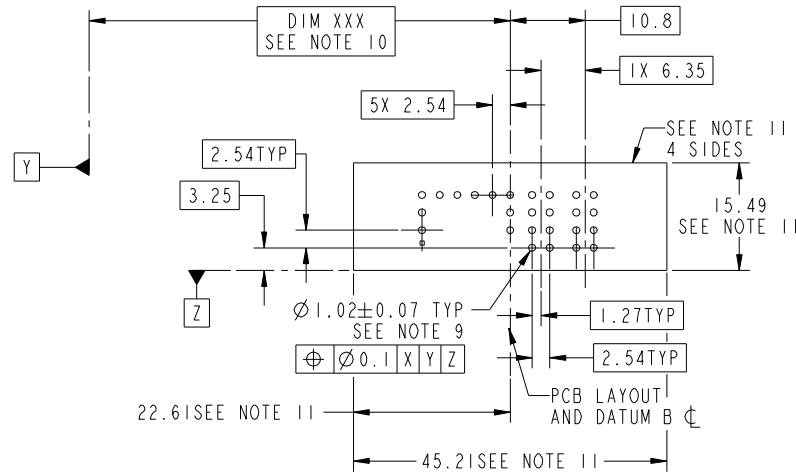 DIM XXX
SEE NOTE 10
10.8
1X 6.35
5X 2.54
SEE NOTE 11
4 SIDES
Y
2.54TYP
3.25
15.49
SEE NOTE 11
Z
Ø1.02±0.07 TYP
SEE NOTE 9
⌖ Ø0.1 X Y Z
1.27TYP
2.54TYP
PCB LAYOUT
AND DATUM B ℄
22.61SEE NOTE 11
45.21SEE NOTE 11